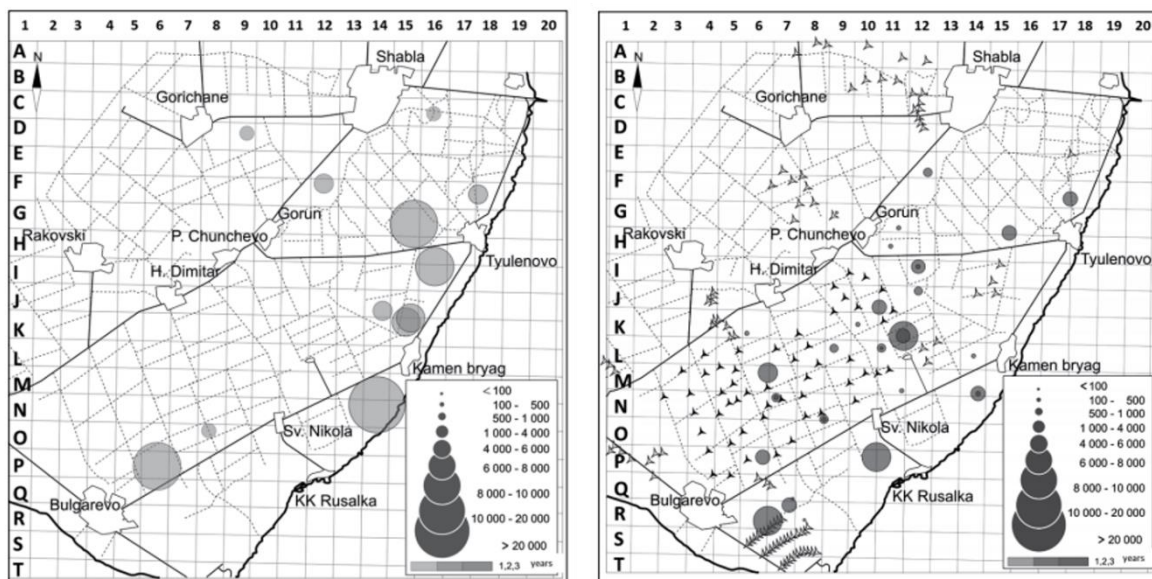 1 2 3 4 5 6 7 8 9 10 11 12 13 14 15 16 17 18 19 20
A
N
Shabla
B
C
Gorichane
D
E
F
G
Gorun
H
Rakovski
P. Chunchevo
Tyulenovo
I
H. Dimitar
J
K
L
Kamen bryag
M
N
O
Sv. Nikola
P
Q
Bulgarevo
KK Rusalka
R
S
T
< 100
100 - 500
500 - 1 000
1 000 - 4 000
4 000 - 6 000
6 000 - 8 000
8 000 - 10 000
10 000 - 20 000
> 20 000
1,2,3 years
1 2 3 4 5 6 7 8 9 10 11 12 13 14 15 16 17 18 19 20
A
N
Shabla
B
C
Gorichane
D
E
F
G
Gorun
H
Rakovski
P. Chunchevo
Tyulenovo
I
H. Dimitar
J
K
L
Kamen bryag
M
N
O
Sv. Nikola
P
Q
Bulgarevo
KK Rusalka
R
S
T
< 100
100 - 500
500 - 1 000
1 000 - 4 000
4 000 - 6 000
6 000 - 8 000
8 000 - 10 000
10 000 - 20 000
> 20 000
1,2,3 years